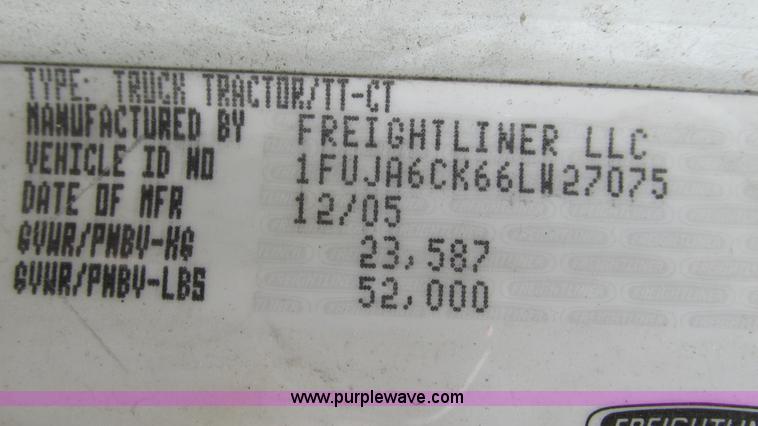 TYPE: TRUCK TRACTOR/TT-CT
MANUFACTURED BY FREIGHTLINER LLC
VEHICLE ID NO 1FUJA6CK66LW27075
DATE OF MFR 12/05
GVWR/PNBV-KG 23,587
GVWR/PNBV-LBS 52,000
www.purplewave.com
FREIGHTLIN